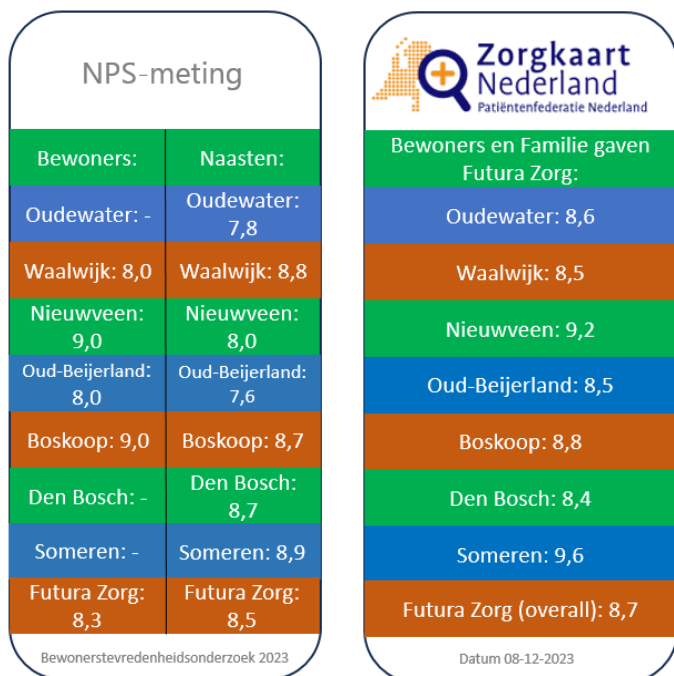 NPS-meting
Bewoners:
Naasten:
Oudewater: -
Oudewater:
7,8
Waalwijk: 8,0
Waalwijk: 8,8
Nieuwveen:
9,0
Nieuwveen:
8,0
Oud-Beijerland:
8,0
Oud-Beijerland:
7,6
Boskoop: 9,0
Boskoop: 8,7
Den Bosch: -
Den Bosch:
8,7
Someren: -
Someren: 8,9
Futura Zorg:
8,3
Futura Zorg:
8,5
Bewonerstevredenheidsonderzoek 2023
Zorgkaart
Nederland
Patiëntenfederatie Nederland
Bewoners en Familie gaven
Futura Zorg:
Oudewater: 8,6
Waalwijk: 8,5
Nieuwveen: 9,2
Oud-Beijerland: 8,5
Boskoop: 8,8
Den Bosch: 8,4
Someren: 9,6
Futura Zorg (overall): 8,7
Datum 08-12-2023